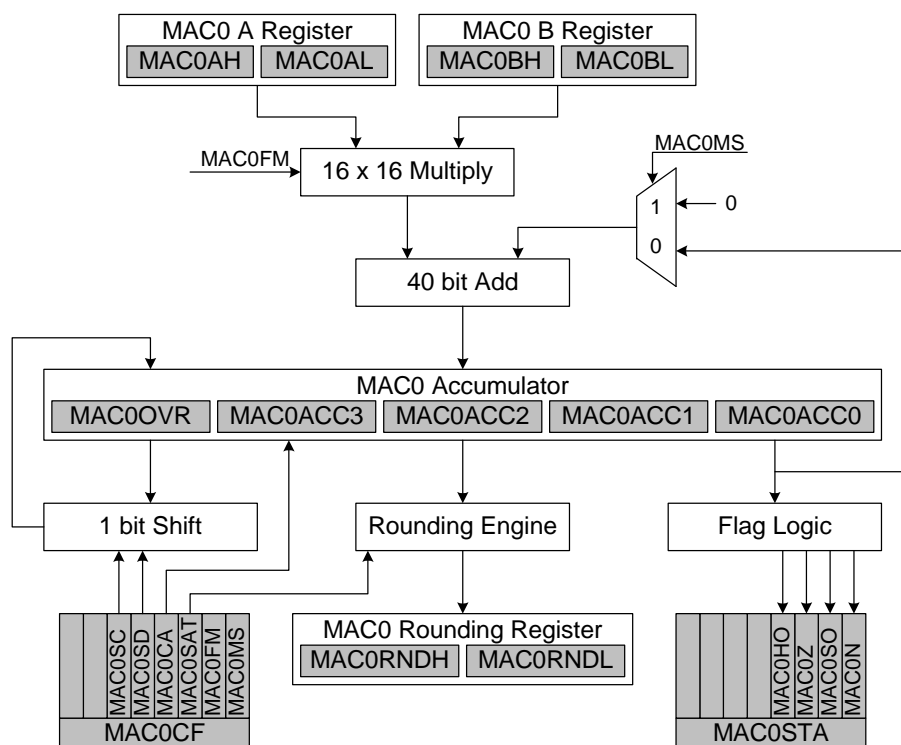 MAC0 A Register
MAC0AH
MAC0AL
MAC0 B Register
MAC0BH
MAC0BL
MAC0FM
16 x 16 Multiply
MAC0MS
1
0
0
40 bit Add
MAC0 Accumulator
MAC0OVR
MAC0ACC3
MAC0ACC2
MAC0ACC1
MAC0ACC0
1 bit Shift
Rounding Engine
Flag Logic
MAC0SC
MAC0SD
MAC0CA
MAC0SAT
MAC0FM
MAC0MS
MAC0CF
MAC0 Rounding Register
MAC0RNDH
MAC0RNDL
MAC0HO
MAC0Z
MAC0SO
MAC0N
MAC0STA